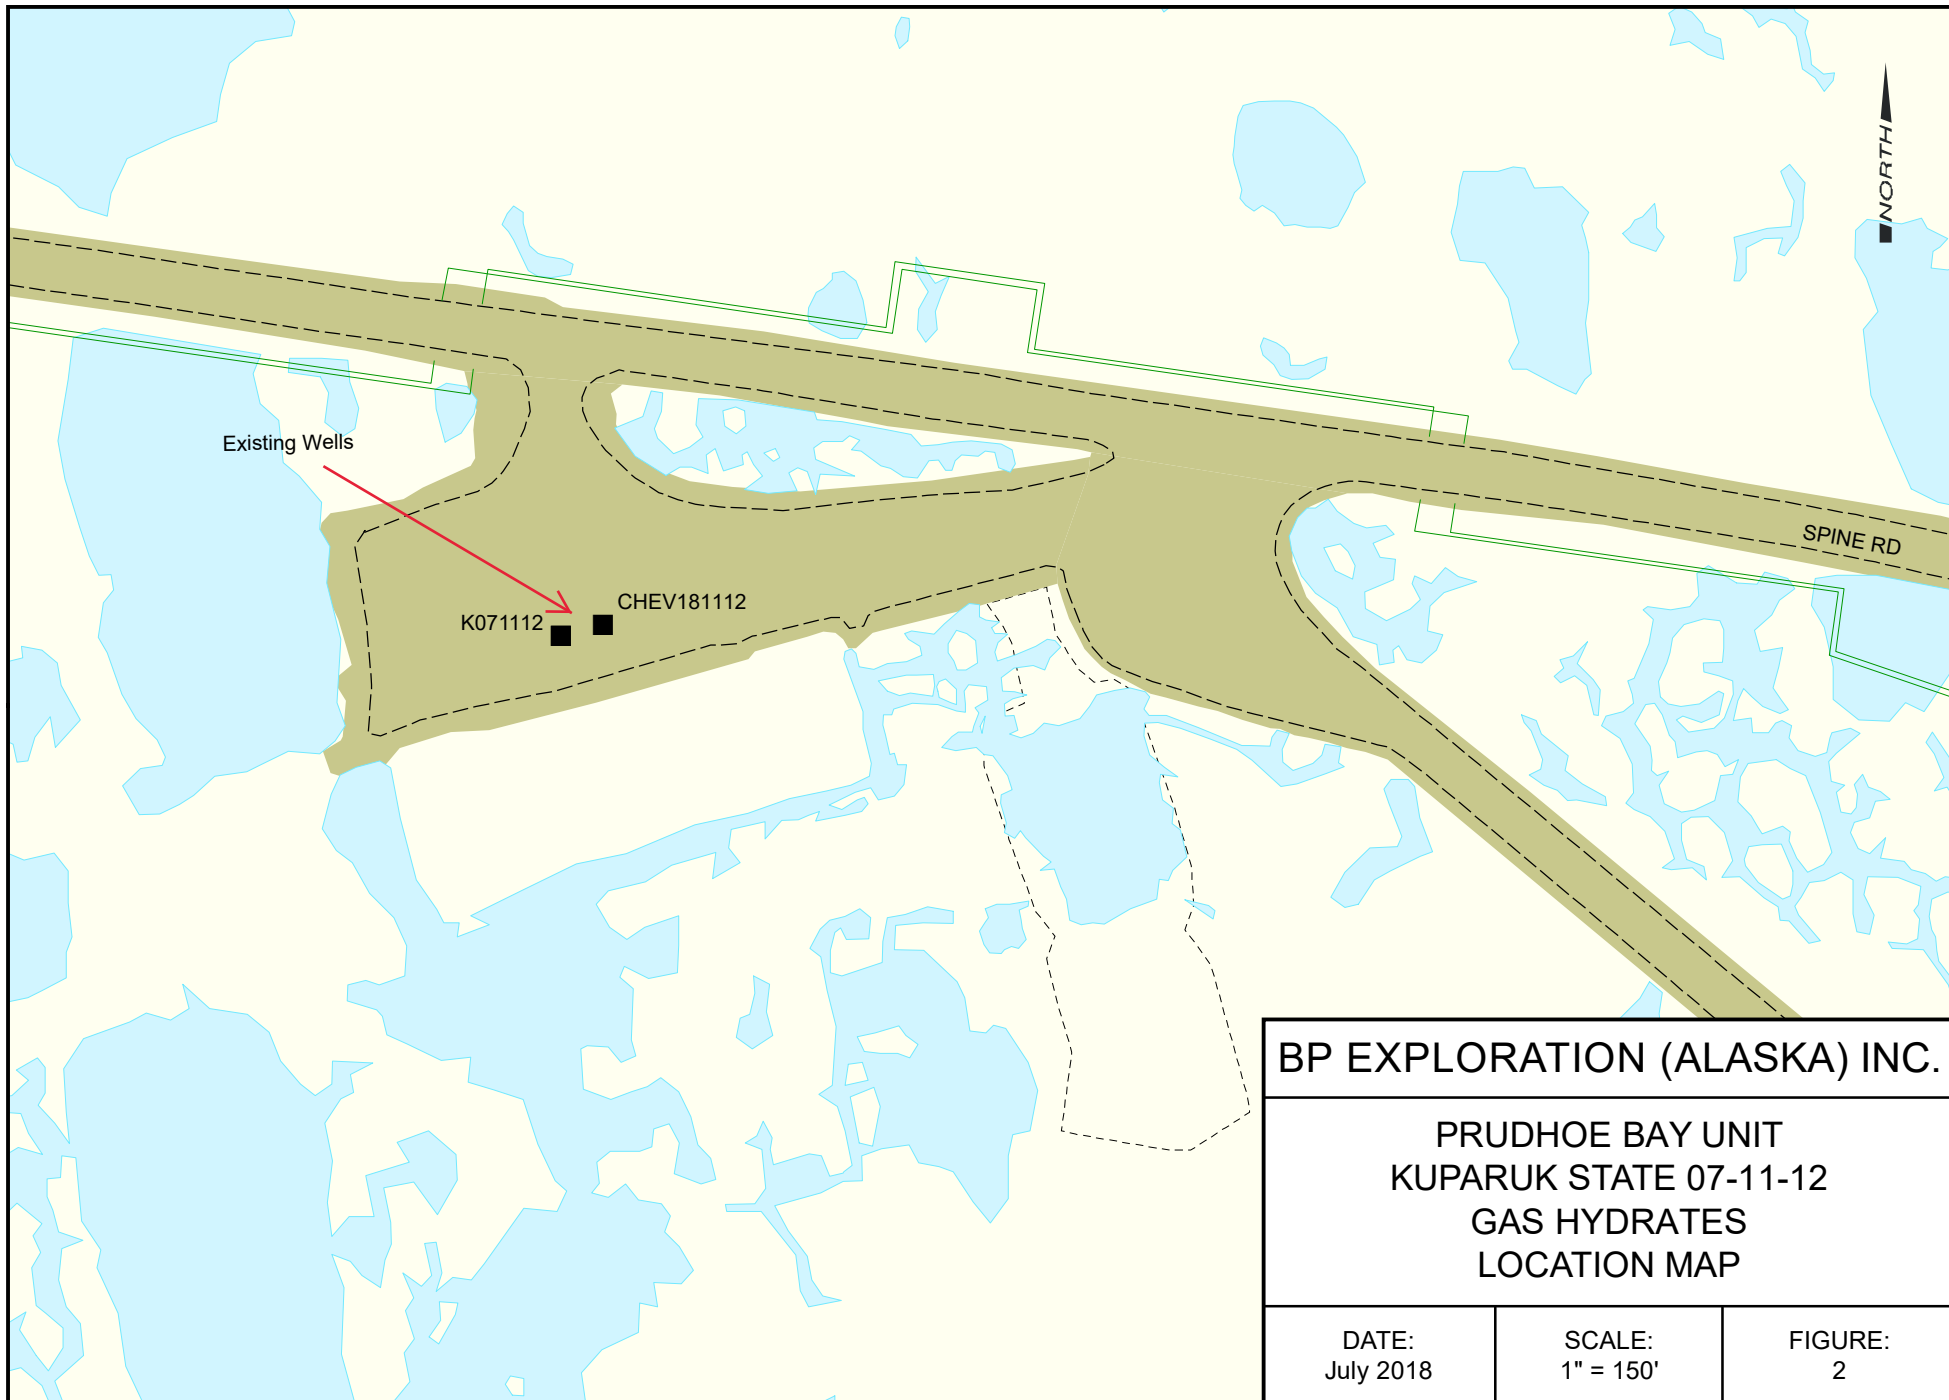 NORTH
Existing Wells
SPINE RD
CHEV181112
K071112
BP EXPLORATION (ALASKA) INC.
PRUDHOE BAY UNIT
KUPARUK STATE 07-11-12
GAS HYDRATES
LOCATION MAP
DATE:
July 2018
SCALE:
1" = 150'
FIGURE:
2